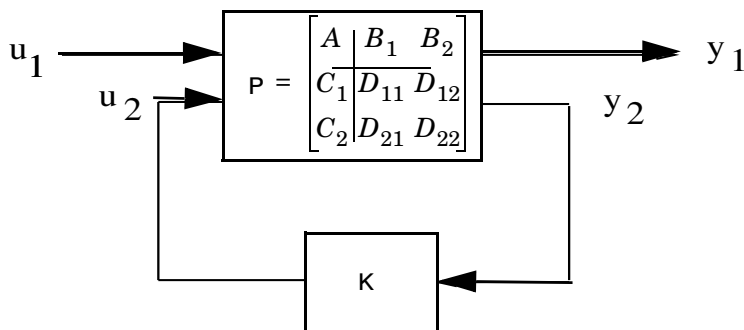 u1
u2
P = [ A | B1 B2
C1 | D11 D12
C2 | D21 D22 ]
y1
y2
K